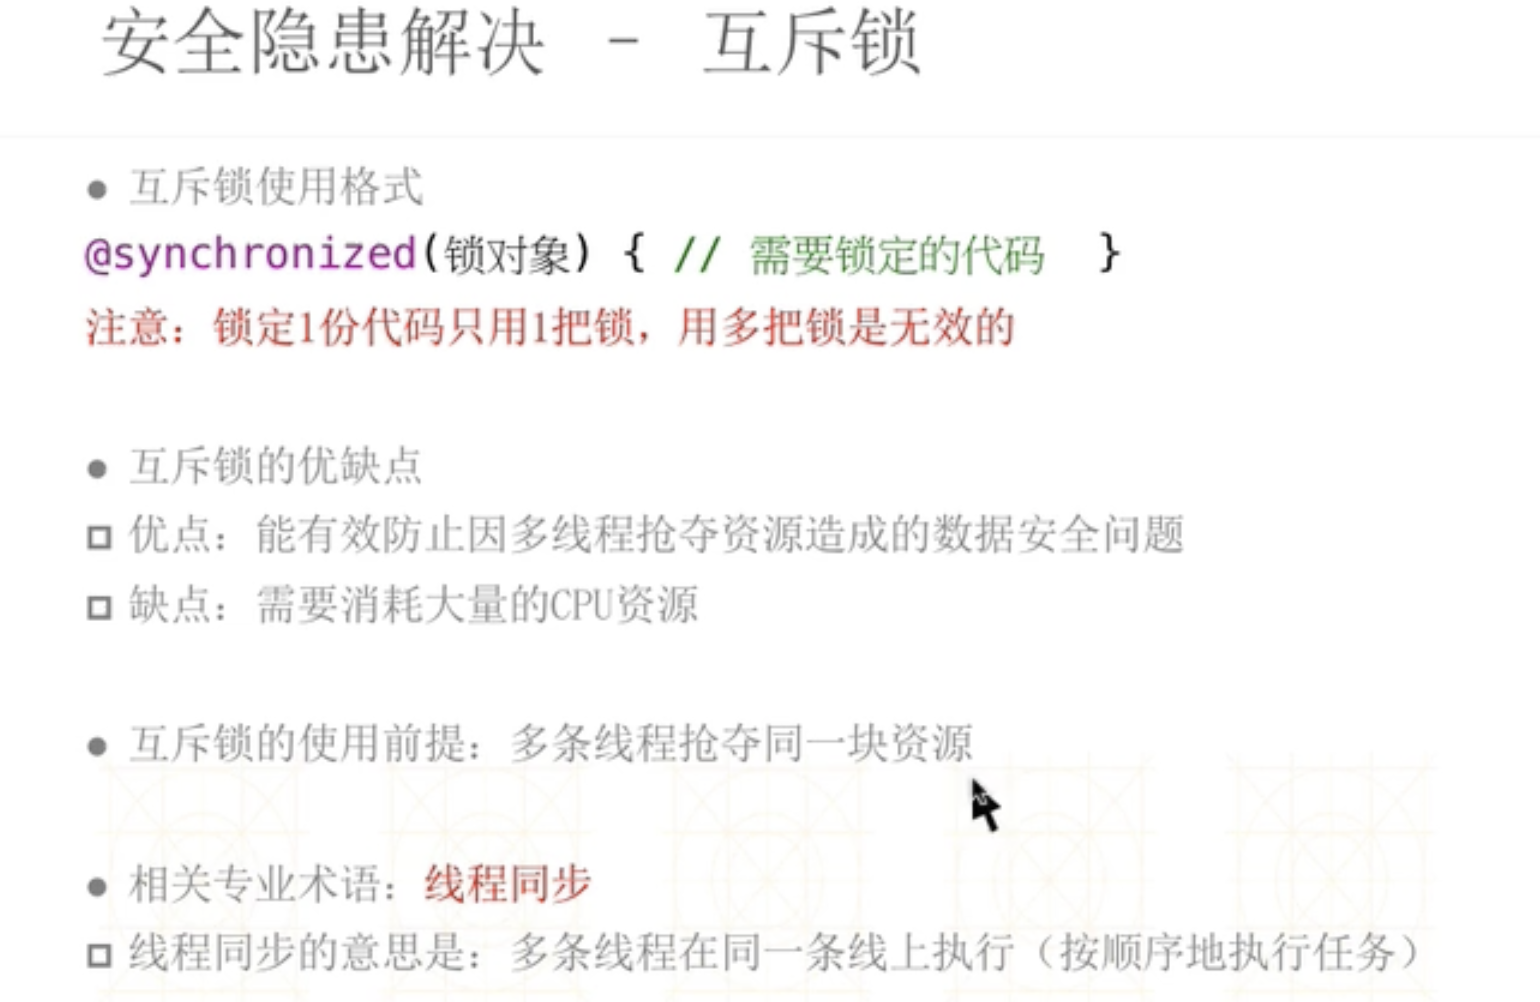 安全隐患解决 - 互斥锁
互斥锁使用格式
@synchronized(锁对象) { // 需要锁定的代码 }
注意：锁定1份代码只用1把锁，用多把锁是无效的
互斥锁的优缺点
优点：能有效防止因多线程抢夺资源造成的数据安全问题
缺点：需要消耗大量的CPU资源
互斥锁的使用前提：多条线程抢夺同一块资源
相关专业术语：线程同步
线程同步的意思是：多条线程在同一条线上执行（按顺序地执行任务）